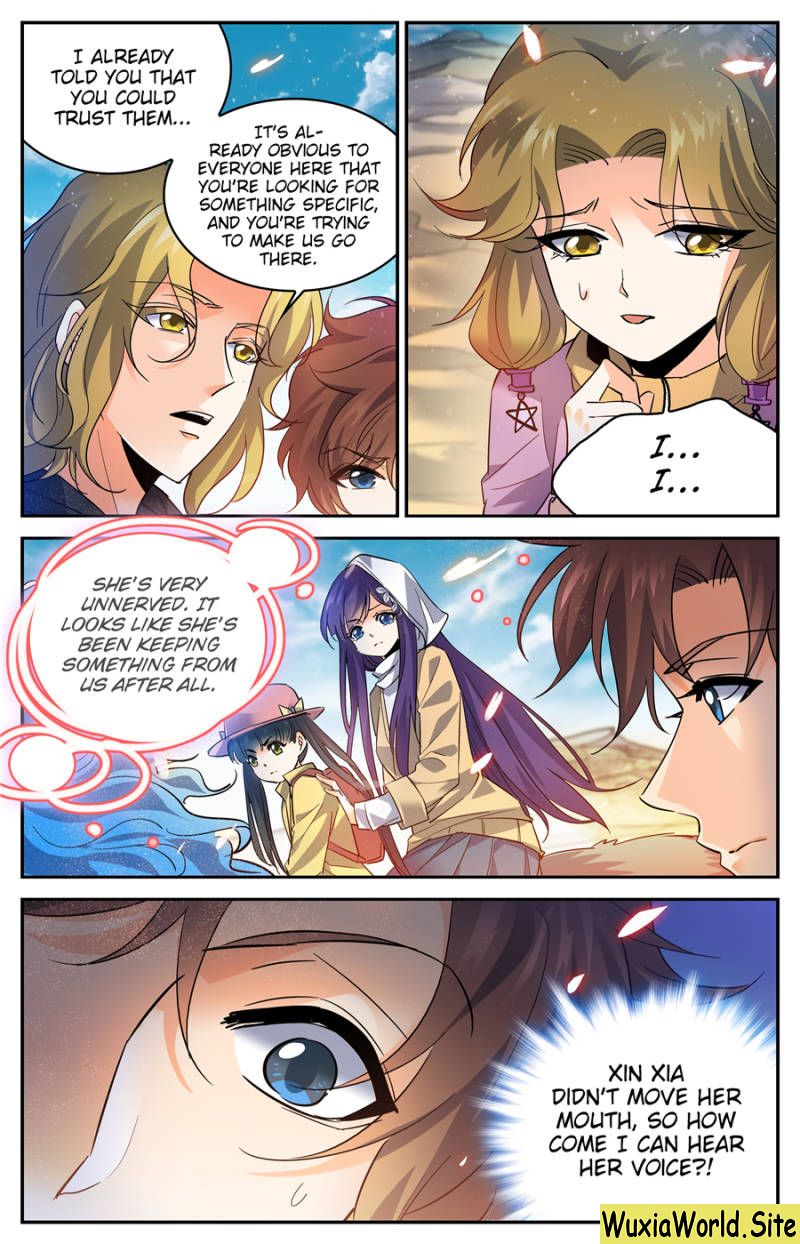 I ALREADY
TOLD YOU THAT
YOU COULD
TRUST THEM...
IT'S AL-
READY OBVIOUS TO
EVERYONE HERE THAT
YOU'RE LOOKING FOR
SOMETHING SPECIFIC,
AND YOU'RE TRYING
TO MAKE US GO
THERE.
I...
I...
SHE'S VERY
UNNERVED. IT
LOOKS LIKE SHE'S
BEEN KEEPING
SOMETHING FROM
US AFTER ALL.
XIN XIA
DIDN'T MOVE HER
MOUTH, SO HOW
COME I CAN HEAR
HER VOICE?!
WuxiaWorld.Site